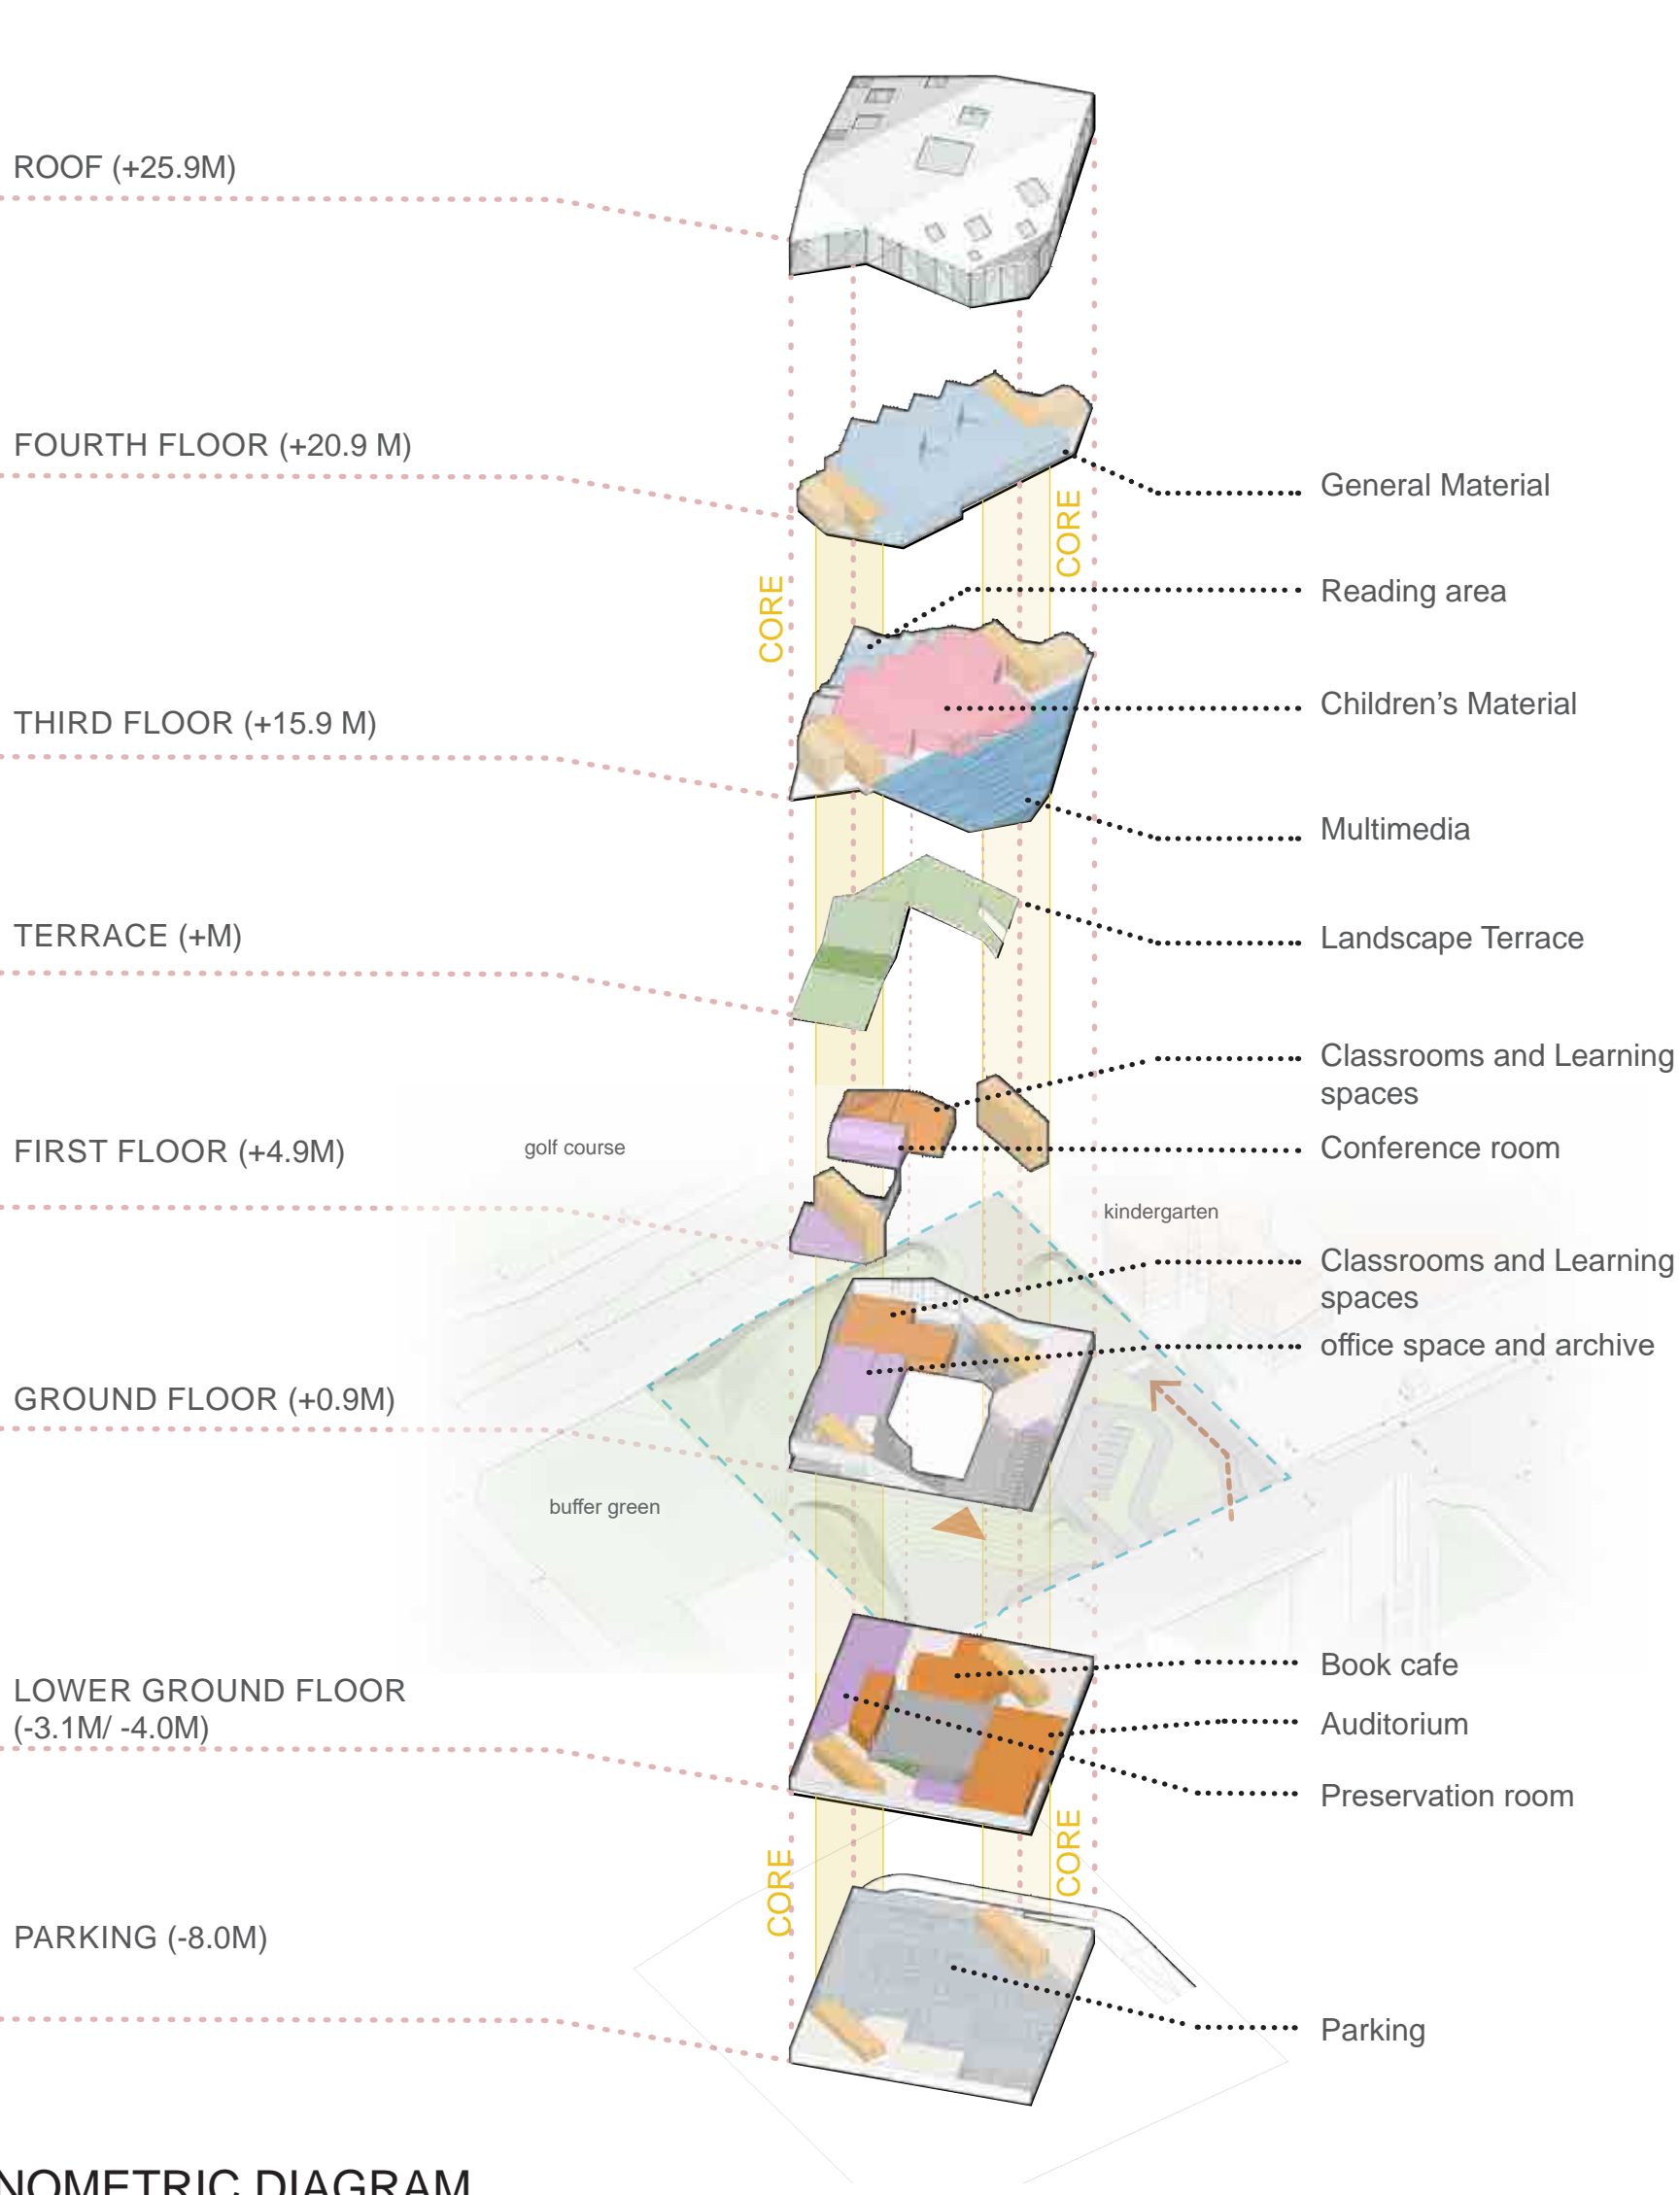 ROOF (+25.9M)
FOURTH FLOOR (+20.9 M)
General Material
CORE
CORE
Reading area
THIRD FLOOR (+15.9 M)
Children’s Material
Multimedia
TERRACE (+M)
Landscape Terrace
Classrooms and Learning
spaces
FIRST FLOOR (+4.9M)
golf course
Conference room
kindergarten
Classrooms and Learning
spaces
office space and archive
GROUND FLOOR (+0.9M)
buffer green
LOWER GROUND FLOOR
(-3.1M/ -4.0M)
Book cafe
Auditorium
Preservation room
CORE
CORE
PARKING (-8.0M)
Parking
NOMETRIC DIAGRAM